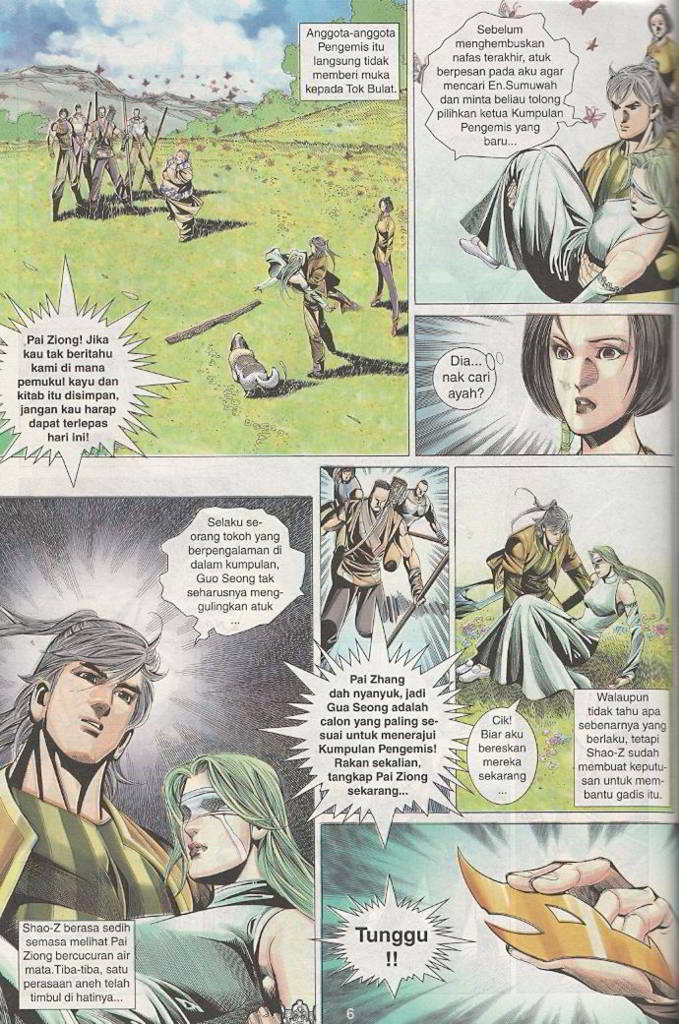 Anggota-anggota
Pengemis itu
langsung tidak
memberi muka
kepada Tok Bulat.
Pai Ziong! Jika
kau tak beritahu
kami di mana
pemukul kayu dan
kitab itu disimpan,
jangan kau harap
dapat terlepas
hari ini!
Sebelum
menghembuskan
nafas terakhir, atuk
berpesan pada aku agar
mencari En.Sumuwah
dan minta beliau tolong
pilihkan ketua Kumpulan
Pengemis yang
baru...
Dia...
nak cari
ayah?
Selaku se-
orang tokoh yang
berpengalaman di
dalam kumpulan,
Guo Seong tak
seharusnya meng-
gulingkan atuk
...
Shao-Z berasa sedih
semasa melihat Pai
Ziong bercucuran air
mata.Tiba-tiba, satu
perasaan aneh telah
timbul di hatinya...
Pai Zhang
dah nyanyuk, jadi
Gua Seong adalah
calon yang paling se-
suai untuk menerajui
Kumpulan Pengemis!
Rakan sekalian,
tangkap Pai Ziong
sekarang...
Cik!
Biar aku
bereskan
mereka
sekarang
...
Walaupun
tidak tahu apa
sebenarnya yang
berlaku, tetapi
Shao-Z sudah
membuat keputu-
san untuk mem-
bantu gadis itu.
Tunggu
!!
6